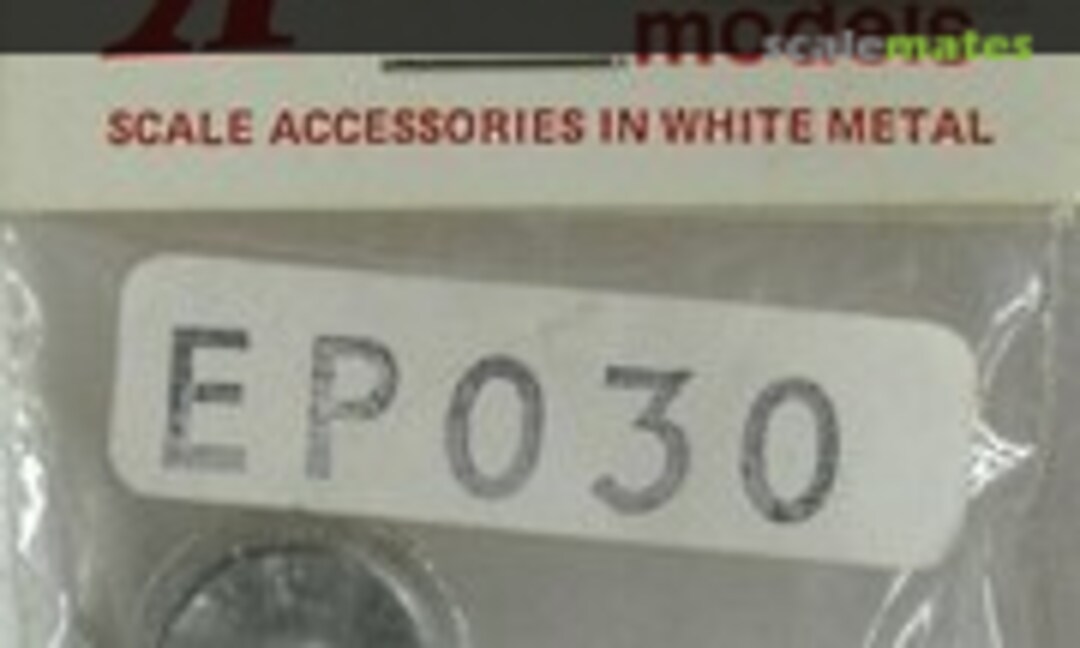 models
scalemates
SCALE ACCESSORIES IN WHITE METAL
EP030